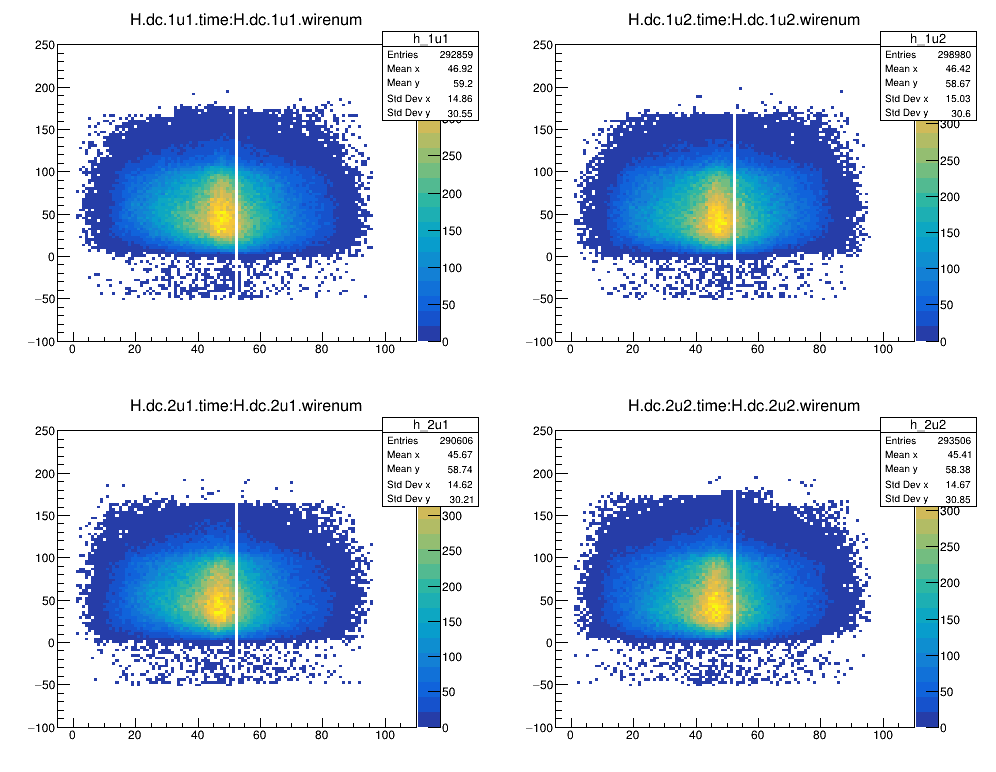 H.dc.1u1.time:H.dc.1u1.wirenum
h_1u1
Entries 292859
Mean x 46.92
Mean y 59.2
Std Dev x 14.86
Std Dev y 30.55
250
200
150
100
50
0
−50
−100
0 20 40 60 80 100
250
200
150
100
50
0
H.dc.1u2.time:H.dc.1u2.wirenum
h_1u2
Entries 298980
Mean x 46.42
Mean y 58.67
Std Dev x 15.03
Std Dev y 30.6
250
200
150
100
50
0
−50
−100
0 20 40 60 80 100
300
250
200
150
100
50
0
H.dc.2u1.time:H.dc.2u1.wirenum
h_2u1
Entries 290606
Mean x 45.67
Mean y 58.74
Std Dev x 14.62
Std Dev y 30.21
250
200
150
100
50
0
−50
−100
0 20 40 60 80 100
300
250
200
150
100
50
0
H.dc.2u2.time:H.dc.2u2.wirenum
h_2u2
Entries 293506
Mean x 45.41
Mean y 58.38
Std Dev x 14.67
Std Dev y 30.85
250
200
150
100
50
0
−50
−100
0 20 40 60 80 100
300
250
200
150
100
50
0